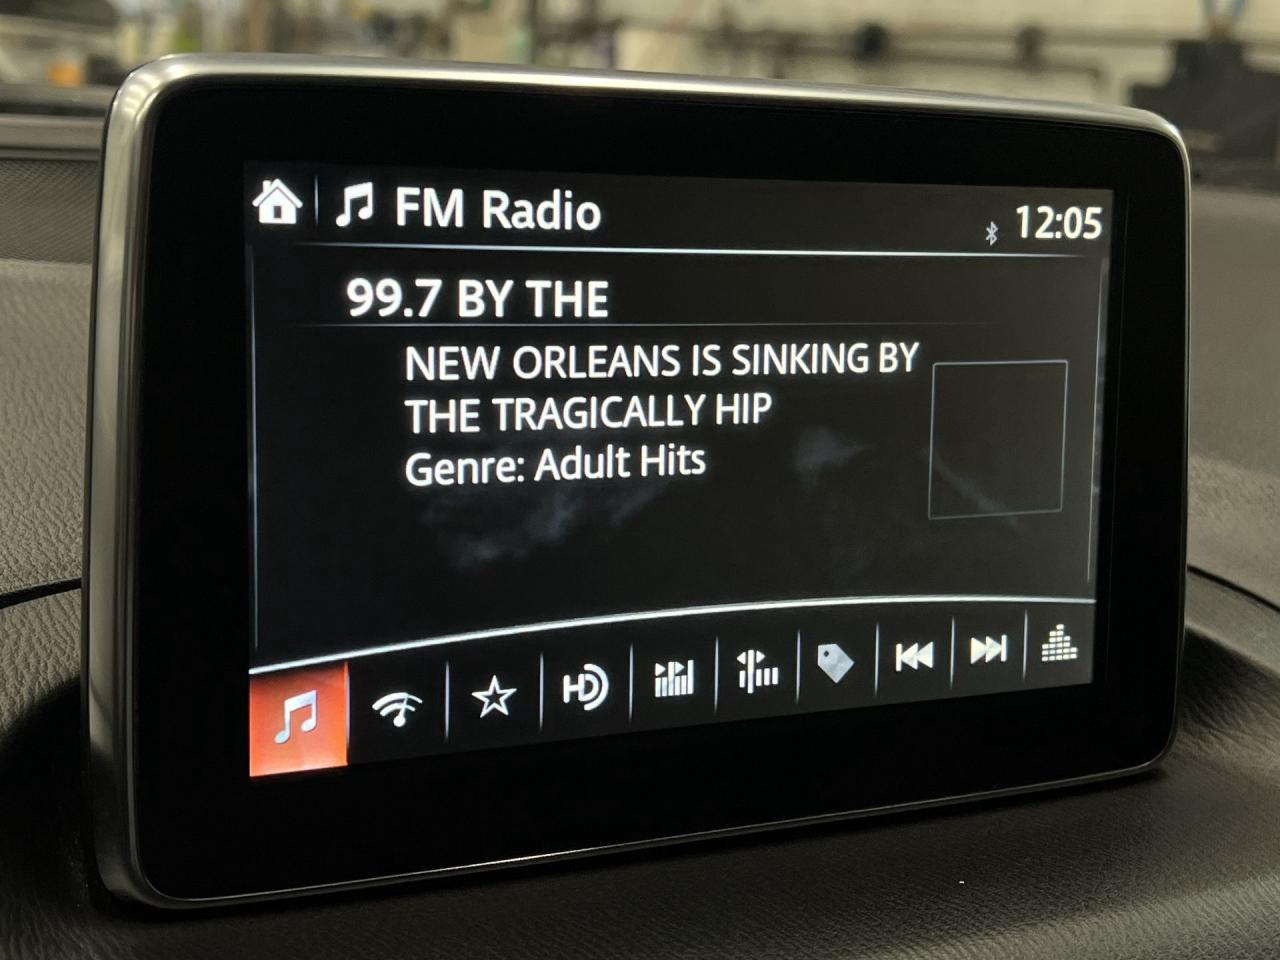 FM Radio
12:05
99.7 BY THE
NEW ORLEANS IS SINKING BY
THE TRAGICALLY HIP
Genre: Adult Hits
HD